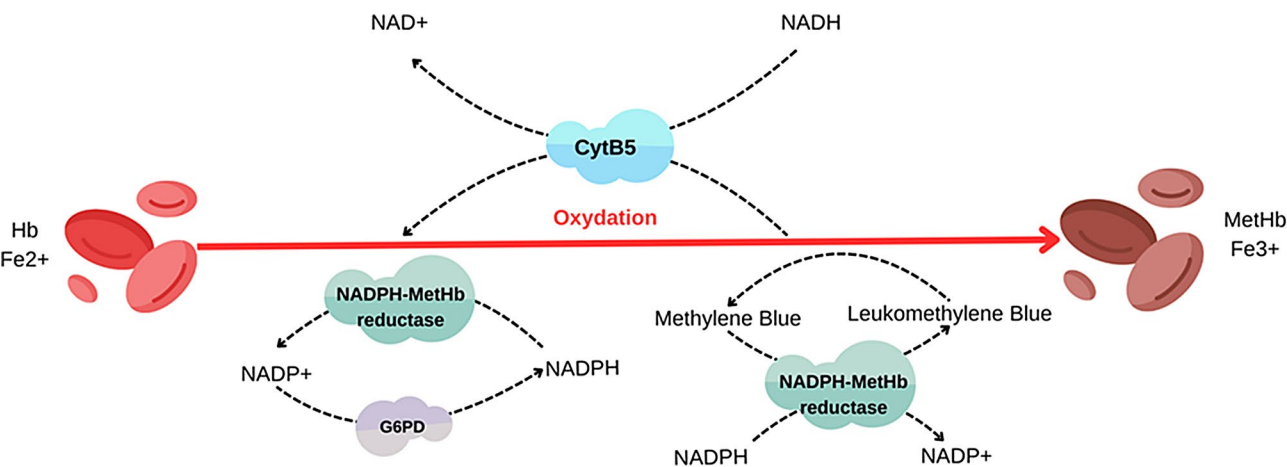 NAD+
NADH
CytB5
Oxydation
Hb
Fe2+
MetHb
Fe3+
NADPH-MetHb
reductase
NADP+
NADPH
G6PD
Methylene Blue
Leukomethylene Blue
NADPH-MetHb
reductase
NADPH
NADP+